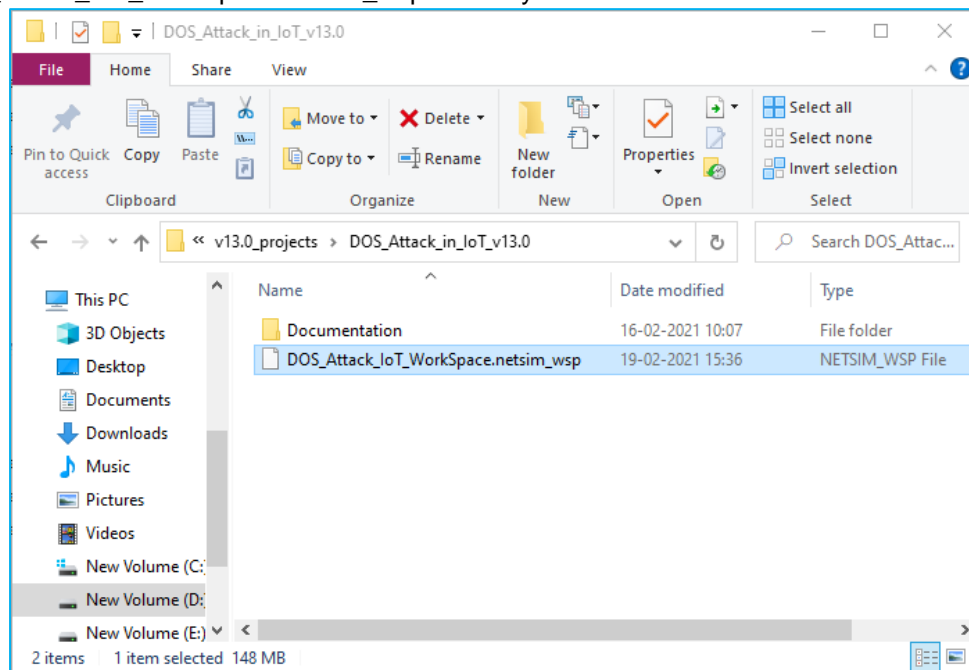 DOS_Attack_in_IoT_v13.0
File Home Share View
Pin to Quick access
Copy
Paste
Move to
Copy to
Delete
Rename
New folder
Properties
Select all
Select none
Invert selection
Clipboard Organize New Open Select
« v13.0_projects › DOS_Attack_in_IoT_v13.0
Search DOS_Attac...
Name Date modified Type
This PC
3D Objects
Desktop
Documents
Downloads
Music
Pictures
Videos
New Volume (C:)
New Volume (D:)
New Volume (E:)
Documentation 16-02-2021 10:07 File folder
DOS_Attack_IoT_WorkSpace.netsim_wsp 19-02-2021 15:36 NETSIM_WSP File
2 items 1 item selected 148 MB